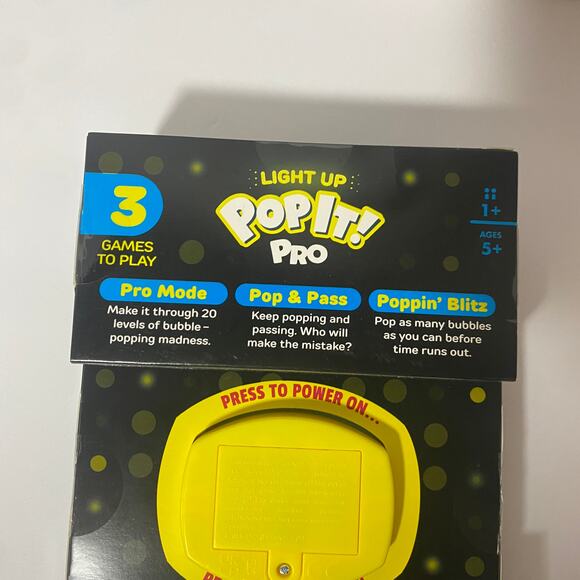 LIGHT UP
POP IT!
PRO
3
GAMES
TO PLAY
1+
AGES
5+
Pro Mode
Make it through 20
levels of bubble–
popping madness.
Pop & Pass
Keep popping and
passing. Who will
make the mistake?
Poppin' Blitz
Pop as many bubbles
as you can before
time runs out.
PRESS TO POWER ON...